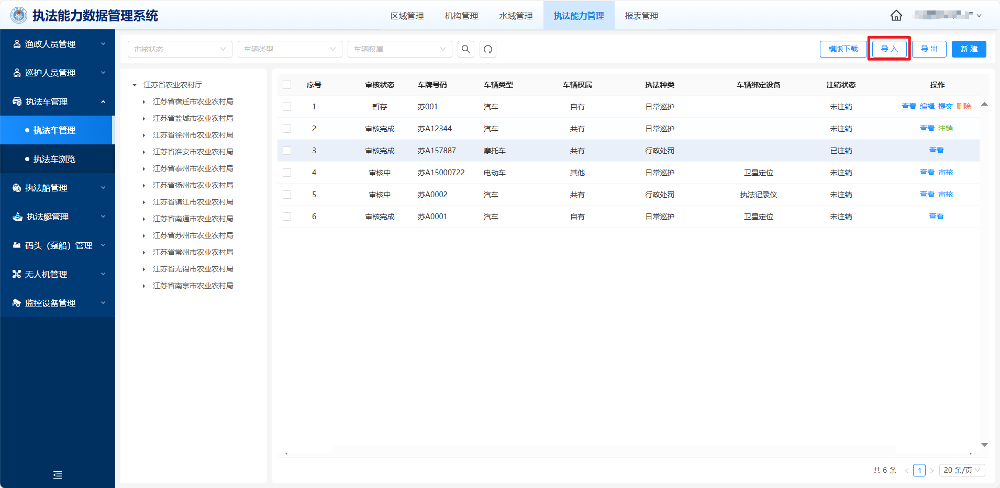 执法能力数据管理系统
区域管理 机构管理 水域管理 执法能力管理 报表管理
渔政人员管理
巡护人员管理
执法车管理
执法车管理
执法车浏览
执法船管理
执法艇管理
码头（趸船）管理
无人机管理
监控设备管理
审核状态 车辆类型 车辆权属
模版下载 导 入 导 出 新 建
江苏省农业农村厅
江苏省宿迁市农业农村局
江苏省盐城市农业农村局
江苏省徐州市农业农村局
江苏省淮安市农业农村局
江苏省泰州市农业农村局
江苏省扬州市农业农村局
江苏省镇江市农业农村局
江苏省南通市农业农村局
江苏省苏州市农业农村局
江苏省常州市农业农村局
江苏省无锡市农业农村局
江苏省南京市农业农村局
序号 审核状态 车牌号码 车辆类型 车辆权属 执法种类 车辆绑定设备 注销状态 操作
1 暂存 苏001 汽车 自有 日常巡护 未注销 查看 编辑 提交 删除
2 审核完成 苏A12344 汽车 共有 日常巡护 未注销 查看 注销
3 审核完成 苏A157887 摩托车 共有 行政处罚 已注销 查看
4 审核中 苏A15000722 电动车 其他 日常巡护 卫星定位 未注销 查看 审核
5 审核中 苏A0002 汽车 共有 行政处罚 执法记录仪 未注销 查看 审核
6 审核完成 苏A0001 汽车 自有 日常巡护 卫星定位 未注销 查看
共 6 条 < 1 > 20 条/页